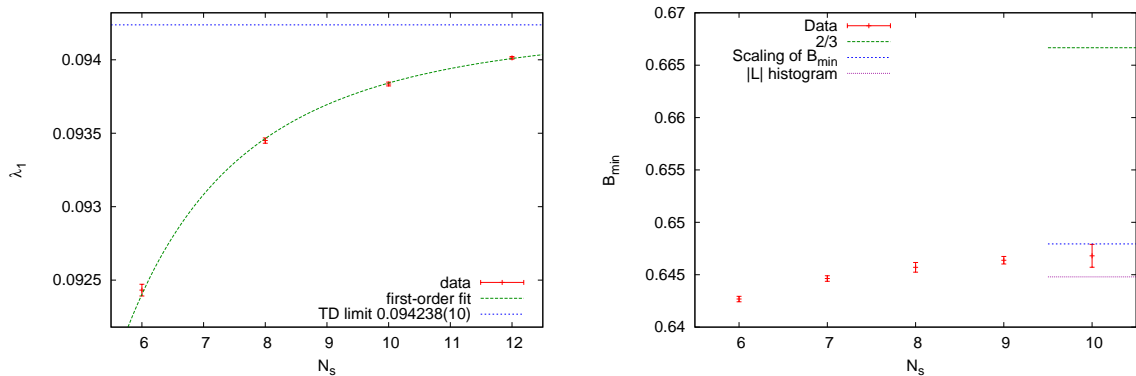 0.094
0.0935
0.093
0.0925
λ1
6 7 8 9 10 11 12
Ns
data
first-order fit
TD limit 0.094238(10)
0.67
0.665
0.66
0.655
0.65
0.645
0.64
Bmin
6 7 8 9 10
Ns
Data
2/3
Scaling of Bmin
|L| histogram